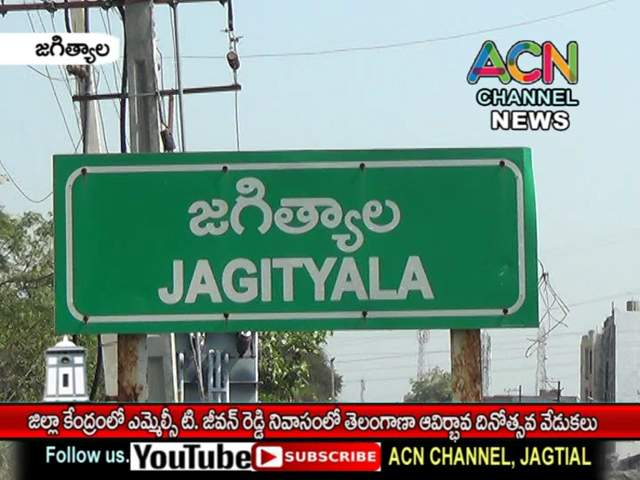 జగిత్యాల
ACN
CHANNEL
NEWS
జగిత్యాల
JAGITYALA
జిల్లా కేంద్రంలో ఎమ్మెల్సీ టి. జీవన్ రెడ్డి నివాసంలో తెలంగాణా ఆవిర్భావ దినోత్సవ వేడుకలు
Follow us. YouTube SUBSCRIBE ACN CHANNEL, JAGTIAL